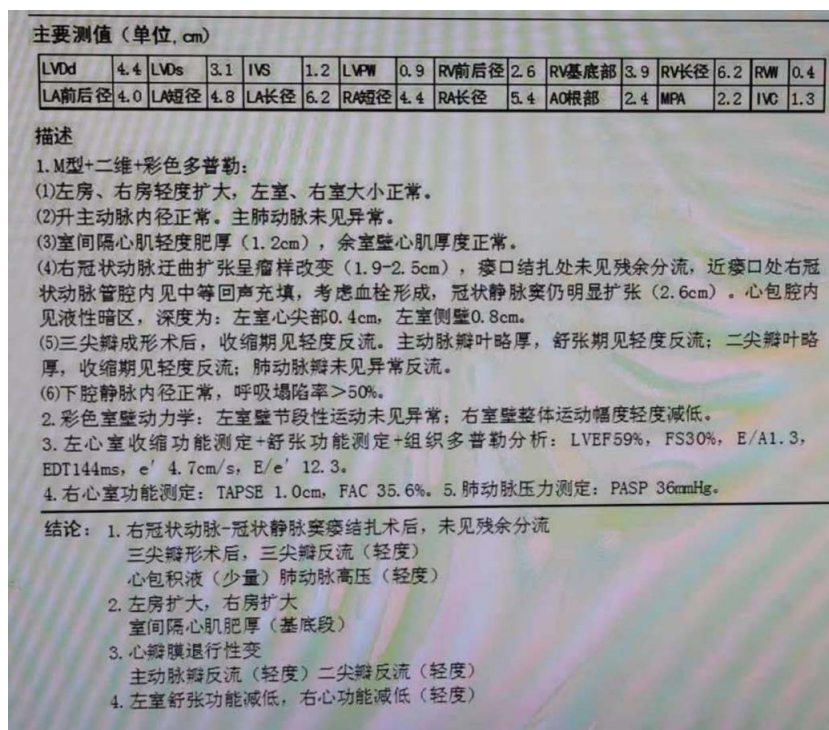 主要测值（单位,cm）
LVDd 4.4 LVDs 3.1 IVS 1.2 LVPW 0.9 RV前后径 2.6 RV基底部 3.9 RV长径 6.2 RVW 0.4
LA前后径 4.0 LA短径 4.8 LA长径 6.2 RA短径 4.4 RA长径 5.4 AO根部 2.4 MPA 2.2 IVC 1.3
描述
1.M型+二维+彩色多普勒：
⑴左房、右房轻度扩大，左室、右室大小正常。
⑵升主动脉内径正常。主肺动脉未见异常。
⑶室间隔心肌轻度肥厚（1.2cm），余室壁心肌厚度正常。
⑷右冠状动脉迂曲扩张呈瘤样改变（1.9-2.5cm），瘘口结扎处未见残余分流，近瘘口处右冠
状动脉管腔内见中等回声充填，考虑血栓形成，冠状静脉窦仍明显扩张（2.6cm）。心包腔内
见液性暗区，深度为：左室心尖部0.4cm，左室侧壁0.8cm。
⑸三尖瓣成形术后，收缩期见轻度反流。主动脉瓣叶略厚，舒张期见轻度反流；二尖瓣叶略
厚，收缩期见轻度反流；肺动脉瓣未见异常反流。
⑹下腔静脉内径正常，呼吸塌陷率＞50%。
2.彩色室壁动力学：左室壁节段性运动未见异常；右室壁整体运动幅度轻度减低。
3.左心室收缩功能测定+舒张功能测定+组织多普勒分析：LVEF59%，FS30%，E/A1.3，
EDT144ms，e′ 4.7cm/s，E/e′ 12.3。
4.右心室功能测定：TAPSE 1.0cm，FAC 35.6%。5.肺动脉压力测定：PASP 36mmHg。
结论：1.右冠状动脉-冠状静脉窦瘘结扎术后，未见残余分流
三尖瓣形术后，三尖瓣反流（轻度）
心包积液（少量）肺动脉高压（轻度）
2.左房扩大，右房扩大
室间隔心肌肥厚（基底段）
3.心瓣膜退行性变
主动脉瓣反流（轻度）二尖瓣反流（轻度）
4.左室舒张功能减低，右心功能减低（轻度）